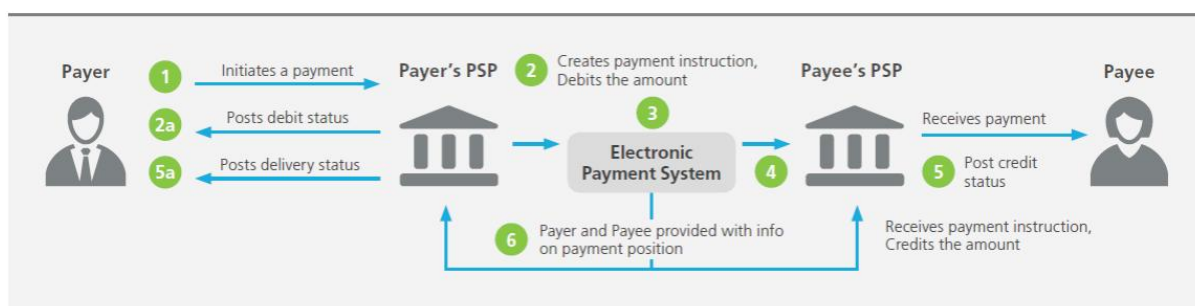 Payer
1
Initiates a payment
Payer's PSP
2
Creates payment instruction,
Debits the amount
Payee's PSP
Payee
2a
Posts debit status
3
Receives payment
Electronic
Payment System
4
5a
Posts delivery status
5
Post credit
status
6
Payer and Payee provided with info
on payment position
Receives payment instruction,
Credits the amount